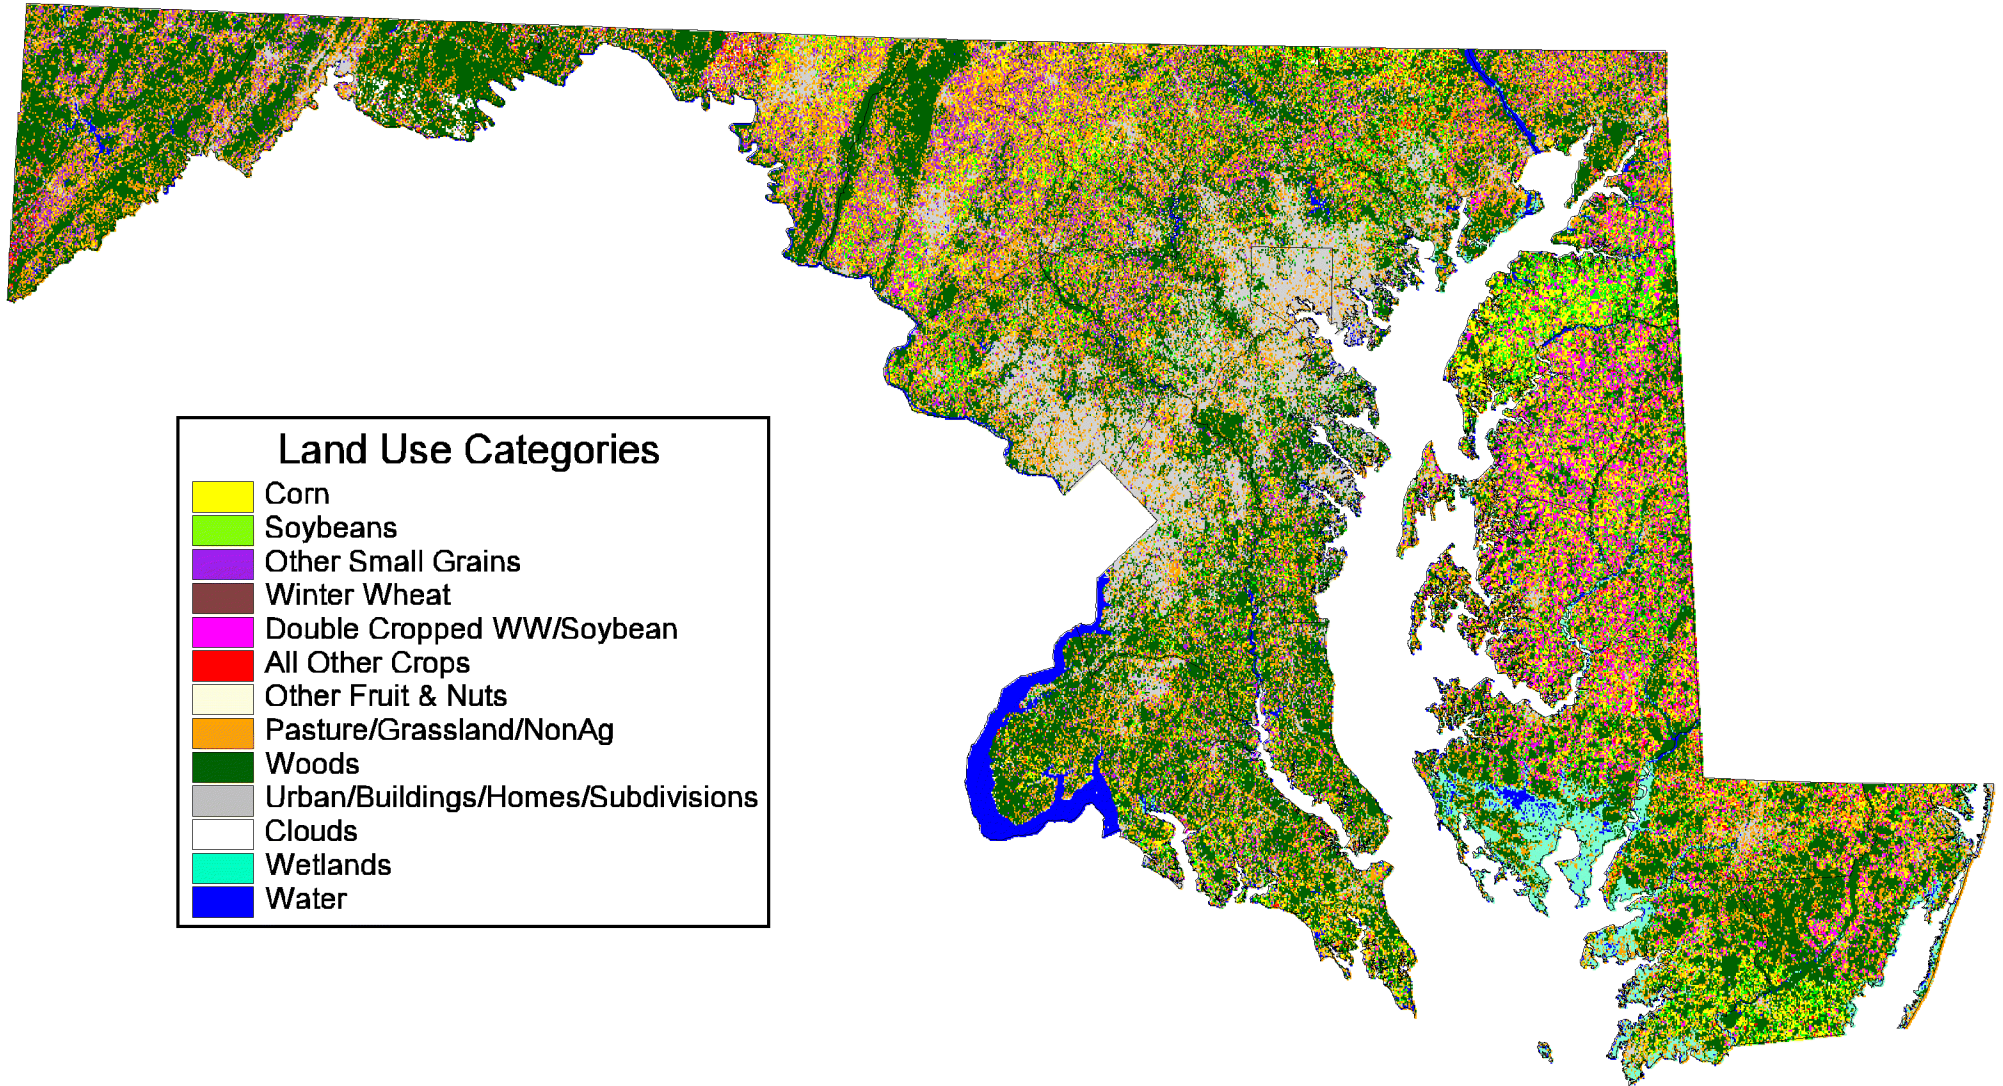 Land Use Categories
Corn
Soybeans
Other Small Grains
Winter Wheat
Double Cropped WW/Soybean
All Other Crops
Other Fruit & Nuts
Pasture/Grassland/NonAg
Woods
Urban/Buildings/Homes/Subdivisions
Clouds
Wetlands
Water